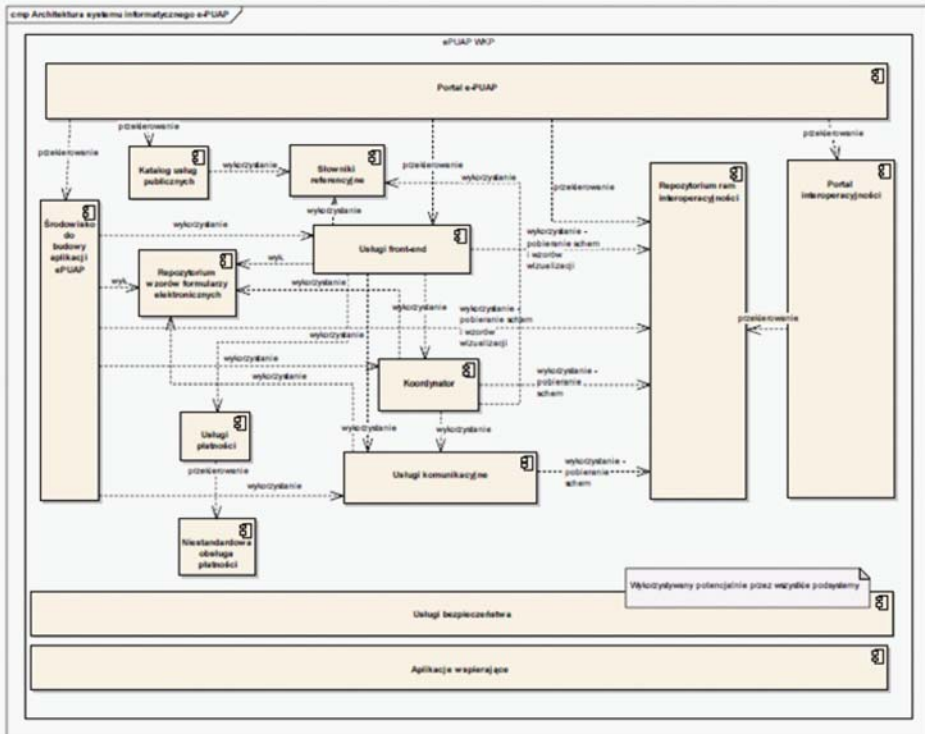 cmp Architektura systemu informatycznego e-PUAP
ePUAP WKP
Portal e-PUAP
przekierowanie
przekierowanie
przekierowanie
przekierowanie
przekierowanie
Katalog usług
publicznych
wykorzystanie
Słowniki
referencyjne
Repozytorium ram
interoperacyjności
Portal
interoperacyjności
Środowisko
do
budowy
aplikacji
ePUAP
wykorzystanie
wykorzystanie
wykorzystanie
Usługi front-end
wykorzystanie -
pobieranie schem
i wzorów
wizualizacji
wyk.
Repozytorium
wzorów formularzy
elektronicznych
wyk.
wykorzystanie
wykorzystanie
wykorzystanie -
pobieranie schem
i wzorów
wizualizacji
przekierowanie
wykorzystanie
wykorzystanie
wykorzystanie
Koordynator
wykorzystanie -
pobieranie
schem
Usługi
płatności
wykorzystanie
wykorzystanie
przekierowanie
Usługi komunikacyjne
wykorzystanie -
pobieranie
schem
wykorzystanie
Niestandardowa
obsługa
płatności
Wykorzystywany potencjalnie przez wszystkie podsystemy
Usługi bezpieczeństwa
Aplikacje wspierające